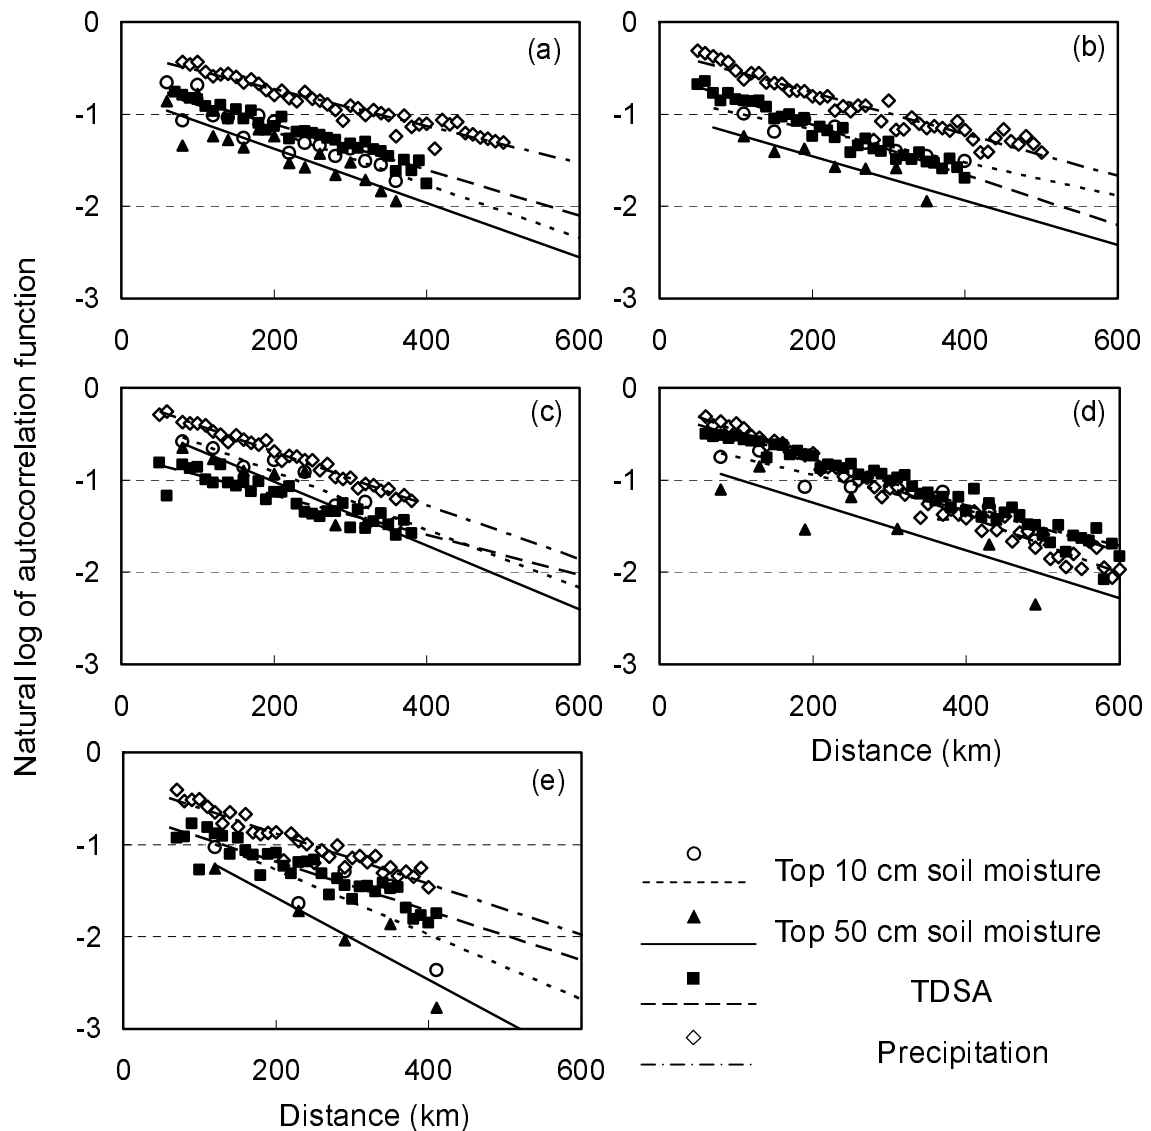 Natural log of autocorrelation function
0
(a)
-1
-2
-3
0 200 400 600
0
(b)
-1
-2
-3
0 200 400 600
0
(c)
-1
-2
-3
0 200 400 600
0
(d)
-1
-2
-3
0 200 400 600
Distance (km)
0
(e)
-1
-2
-3
0 200 400 600
Distance (km)
Top 10 cm soil moisture
Top 50 cm soil moisture
TDSA
Precipitation